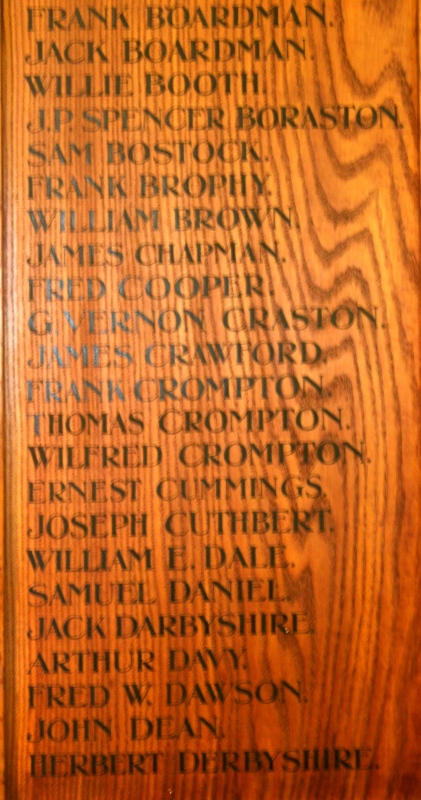 FRANK BOARDMAN.
JACK BOARDMAN.
WILLIE BOOTH.
J.P. SPENCER BORASTON.
SAM BOSTOCK.
FRANK BROPHY.
WILLIAM BROWN.
JAMES CHAPMAN.
FRED COOPER.
G. VERNON CRASTON.
JAMES CRAWFORD.
FRANK CROMPTON.
THOMAS CROMPTON.
WILFRED CROMPTON.
ERNEST CUMMINGS.
JOSEPH CUTHBERT.
WILLIAM E. DALE.
SAMUEL DANIEL.
JACK DARBYSHIRE.
ARTHUR DAVY.
FRED W. DAWSON.
JOHN DEAN.
HERBERT DERBYSHIRE.